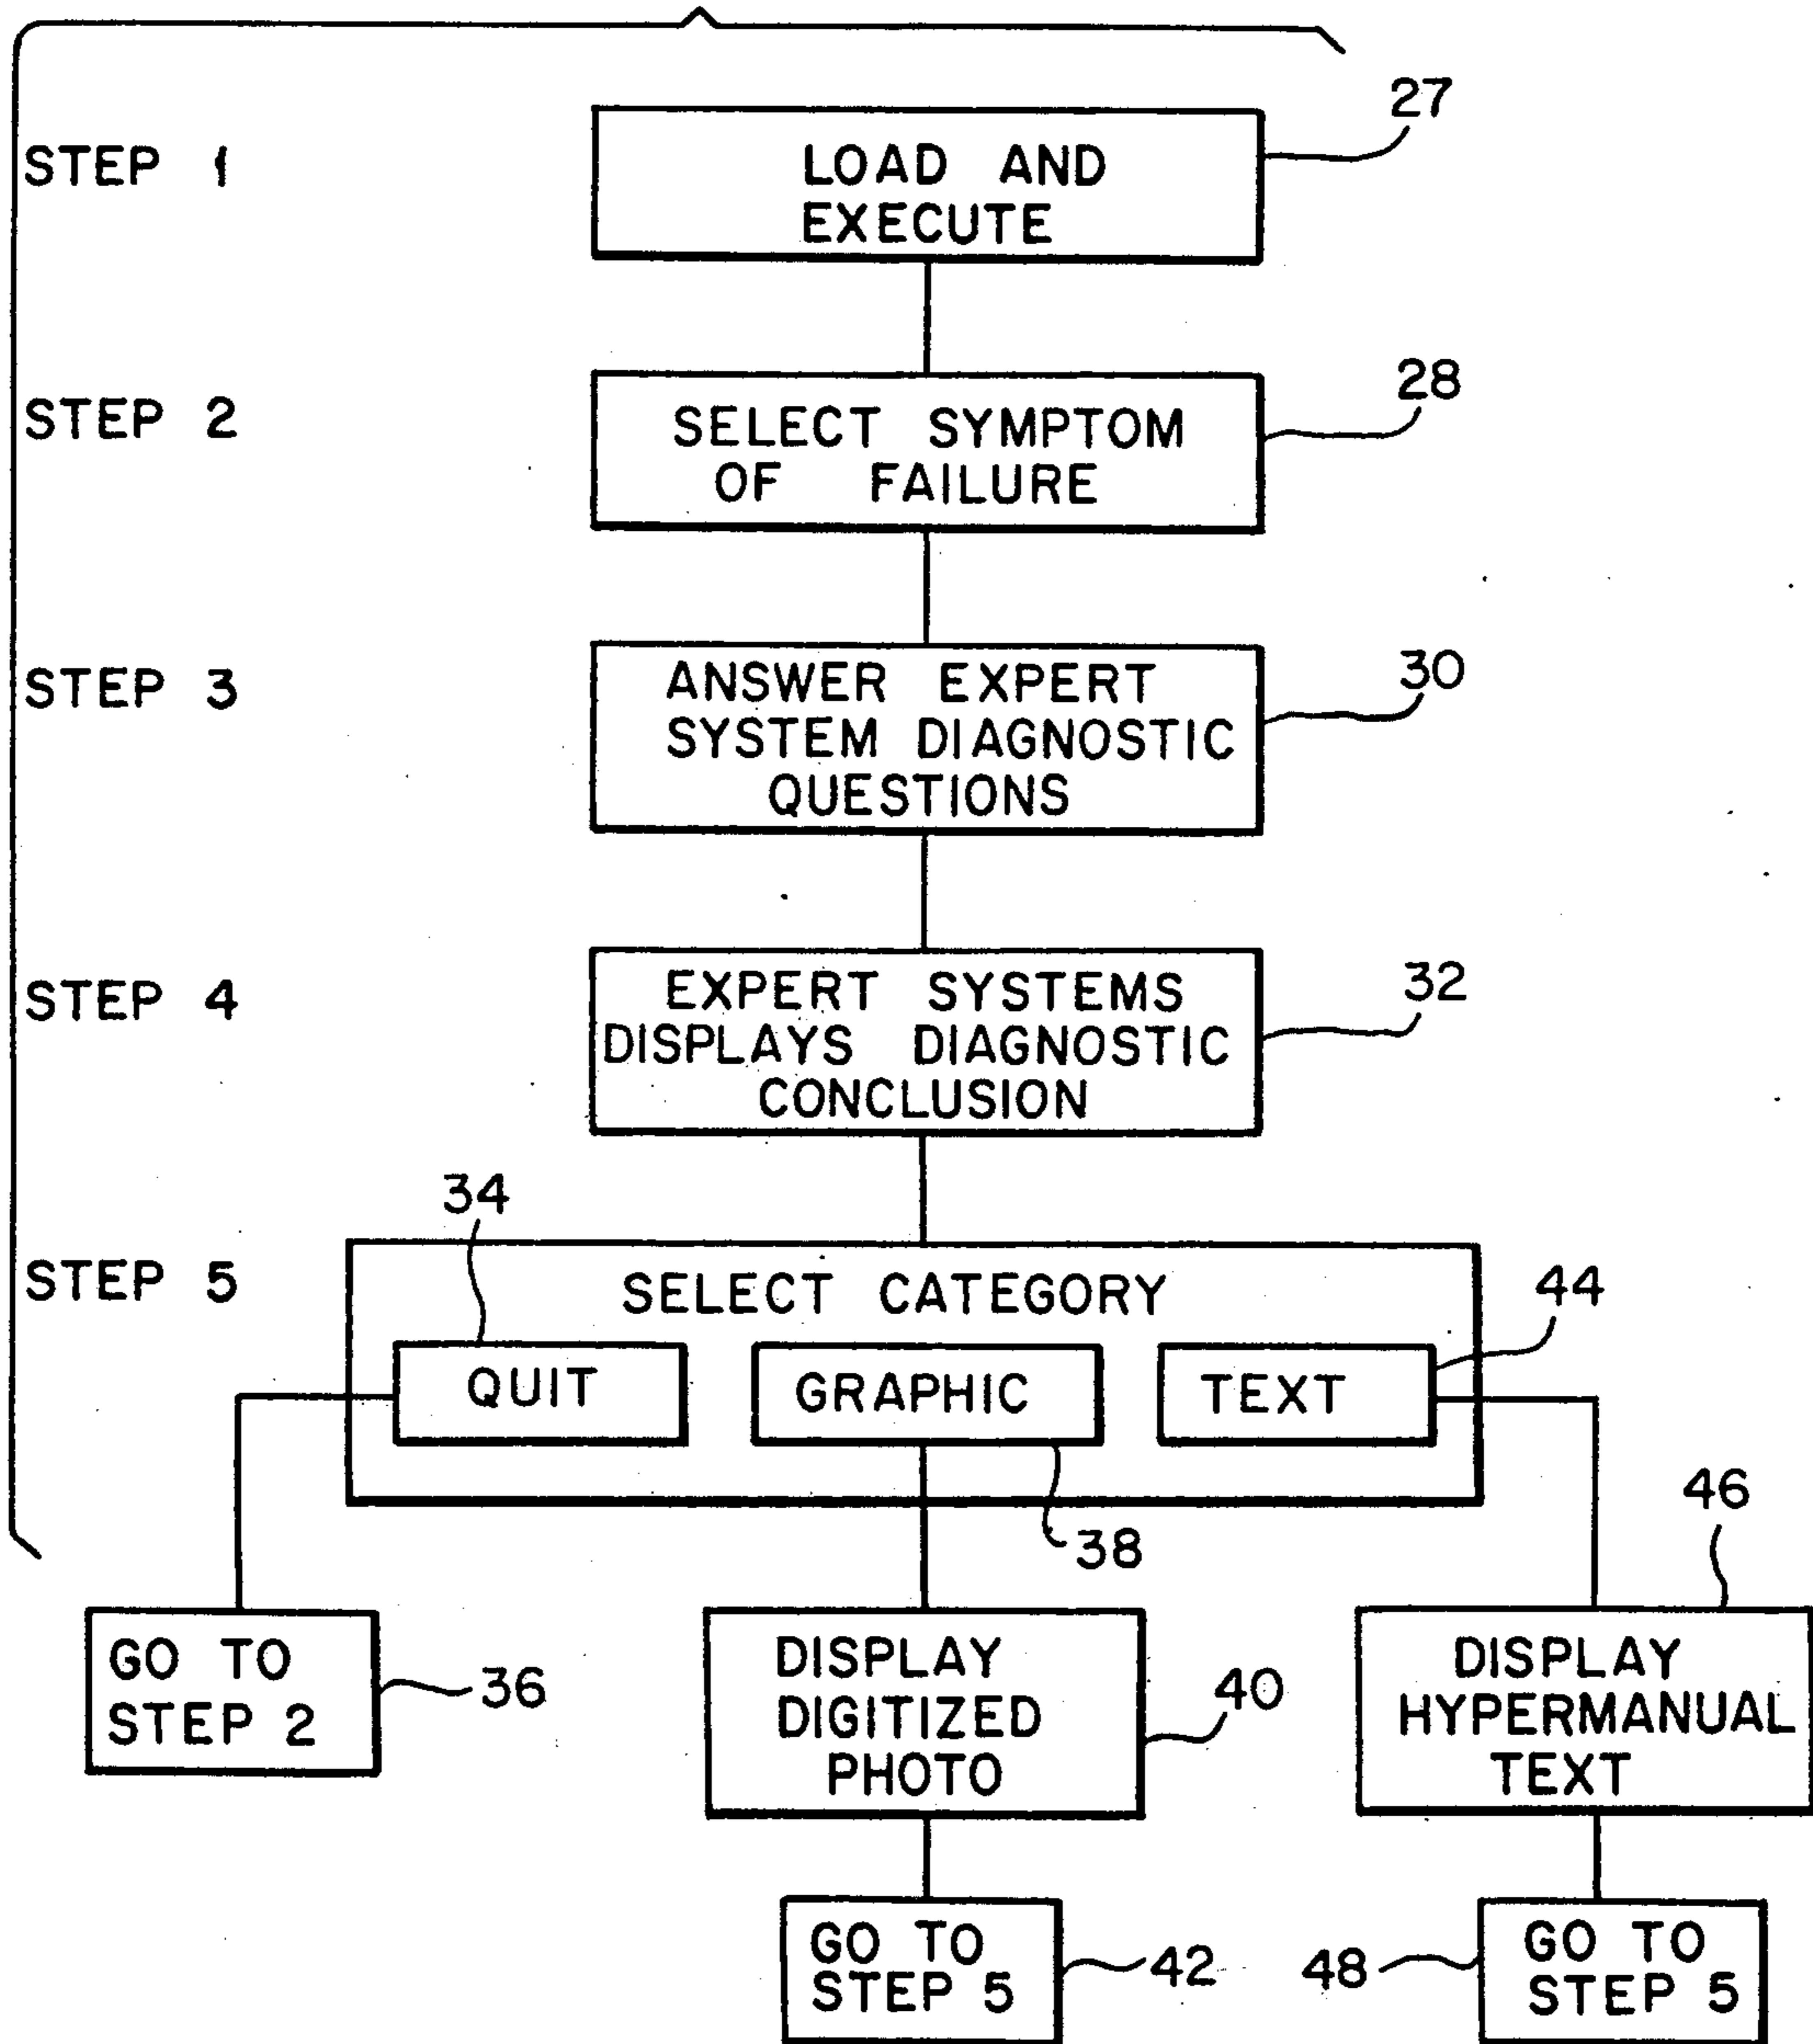 27
STEP 1
LOAD AND
EXECUTE
28
STEP 2
SELECT SYMPTOM
OF FAILURE
30
STEP 3
ANSWER EXPERT
SYSTEM DIAGNOSTIC
QUESTIONS
32
STEP 4
EXPERT SYSTEMS
DISPLAYS DIAGNOSTIC
CONCLUSION
34
STEP 5
SELECT CATEGORY
44
QUIT
GRAPHIC
TEXT
38
46
GO TO
STEP 2
36
DISPLAY
DIGITIZED
PHOTO
40
DISPLAY
HYPERMANUAL
TEXT
GO TO
STEP 5
42
48
GO TO
STEP 5